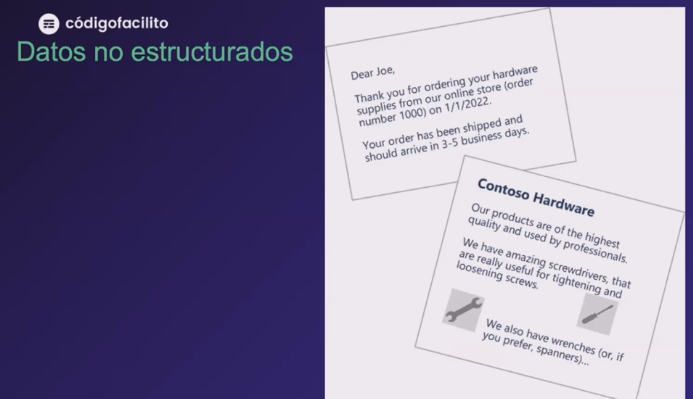 códigofacilito
Datos no estructurados
Dear Joe,
Thank you for ordering your hardware
supplies from our online store (order
number 1000) on 1/1/2022.
Your order has been shipped and
should arrive in 3-5 business days.
Contoso Hardware
Our products are of the highest
quality and used by professionals.
We have amazing screwdrivers, that
are really useful for tightening and
loosening screws.
We also have wrenches (or, if
you prefer, spanners)...